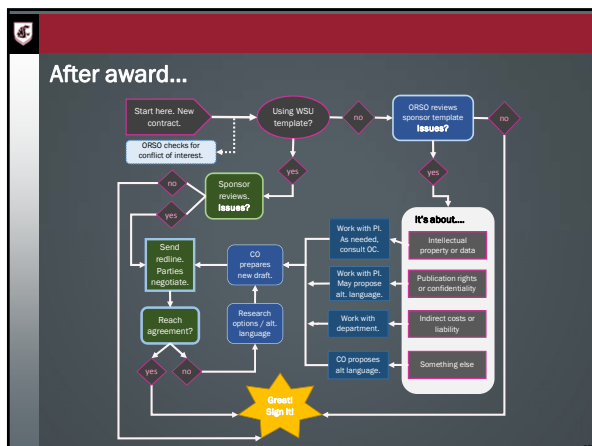 After award...
Start here. New
contract.
Using WSU
template?
no
ORSO reviews
sponsor template
Issues?
no
ORSO checks for
conflict of interest.
yes
yes
no
Sponsor
reviews.
Issues?
yes
It's about....
Work with PI.
As needed,
consult OC.
Intellectual
property or data
Send
redline.
Parties
negotiate.
CO
prepares
new draft.
Work with PI.
May propose
alt. language.
Publication rights
or confidentiality
Reach
agreement?
Research
options / alt.
language
Work with
department.
Indirect costs or
liability
yes
no
CO proposes
alt language.
Something else
Great!
Sign it!